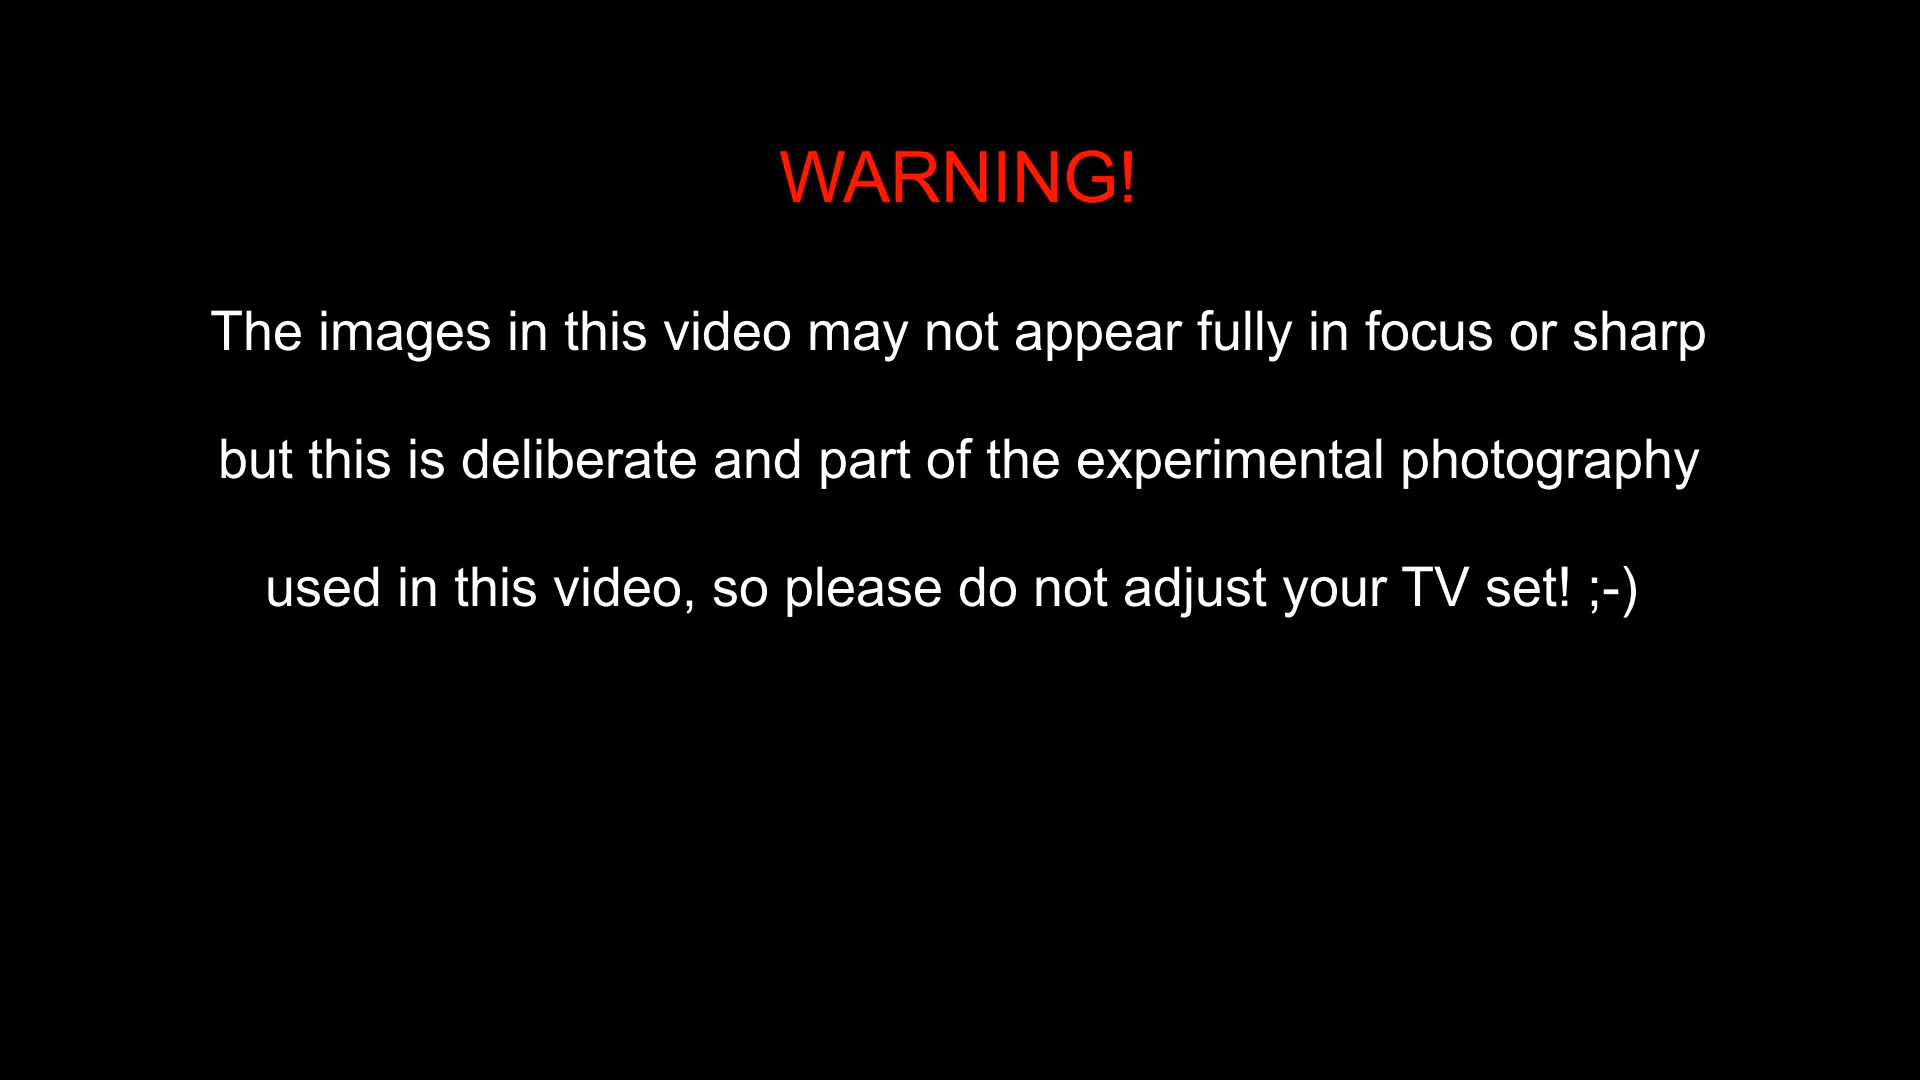 WARNING!
The images in this video may not appear fully in focus or sharp
but this is deliberate and part of the experimental photography
used in this video, so please do not adjust your TV set! ;-)